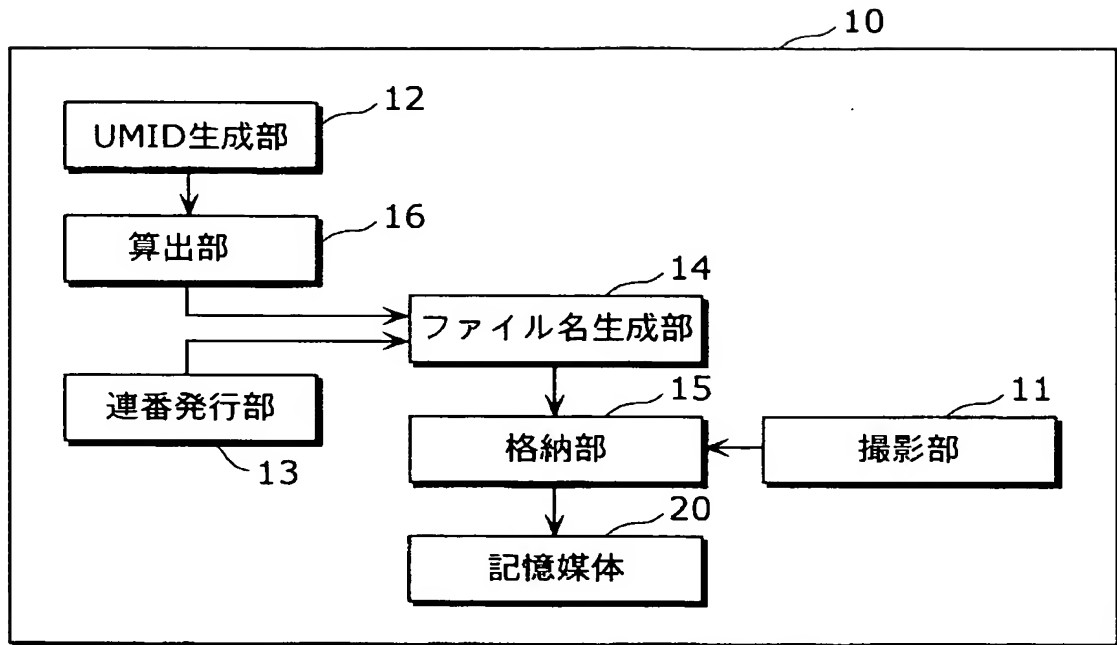 10
12
UMID生成部
16
算出部
14
ファイル名生成部
連番発行部
13
15
格納部
11
撮影部
20
記憶媒体